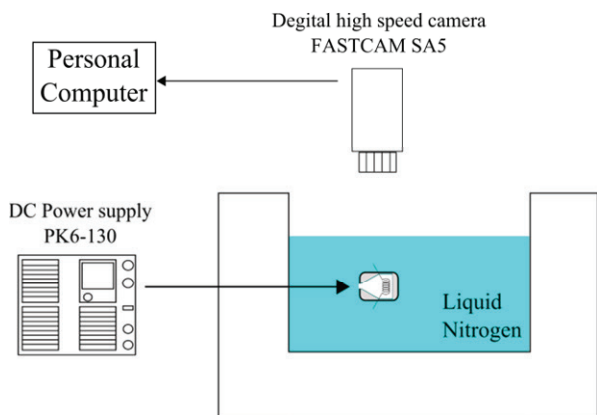 Degital high speed camera
FASTCAM SA5
Personal
Computer
DC Power supply
PK6-130
Liquid
Nitrogen